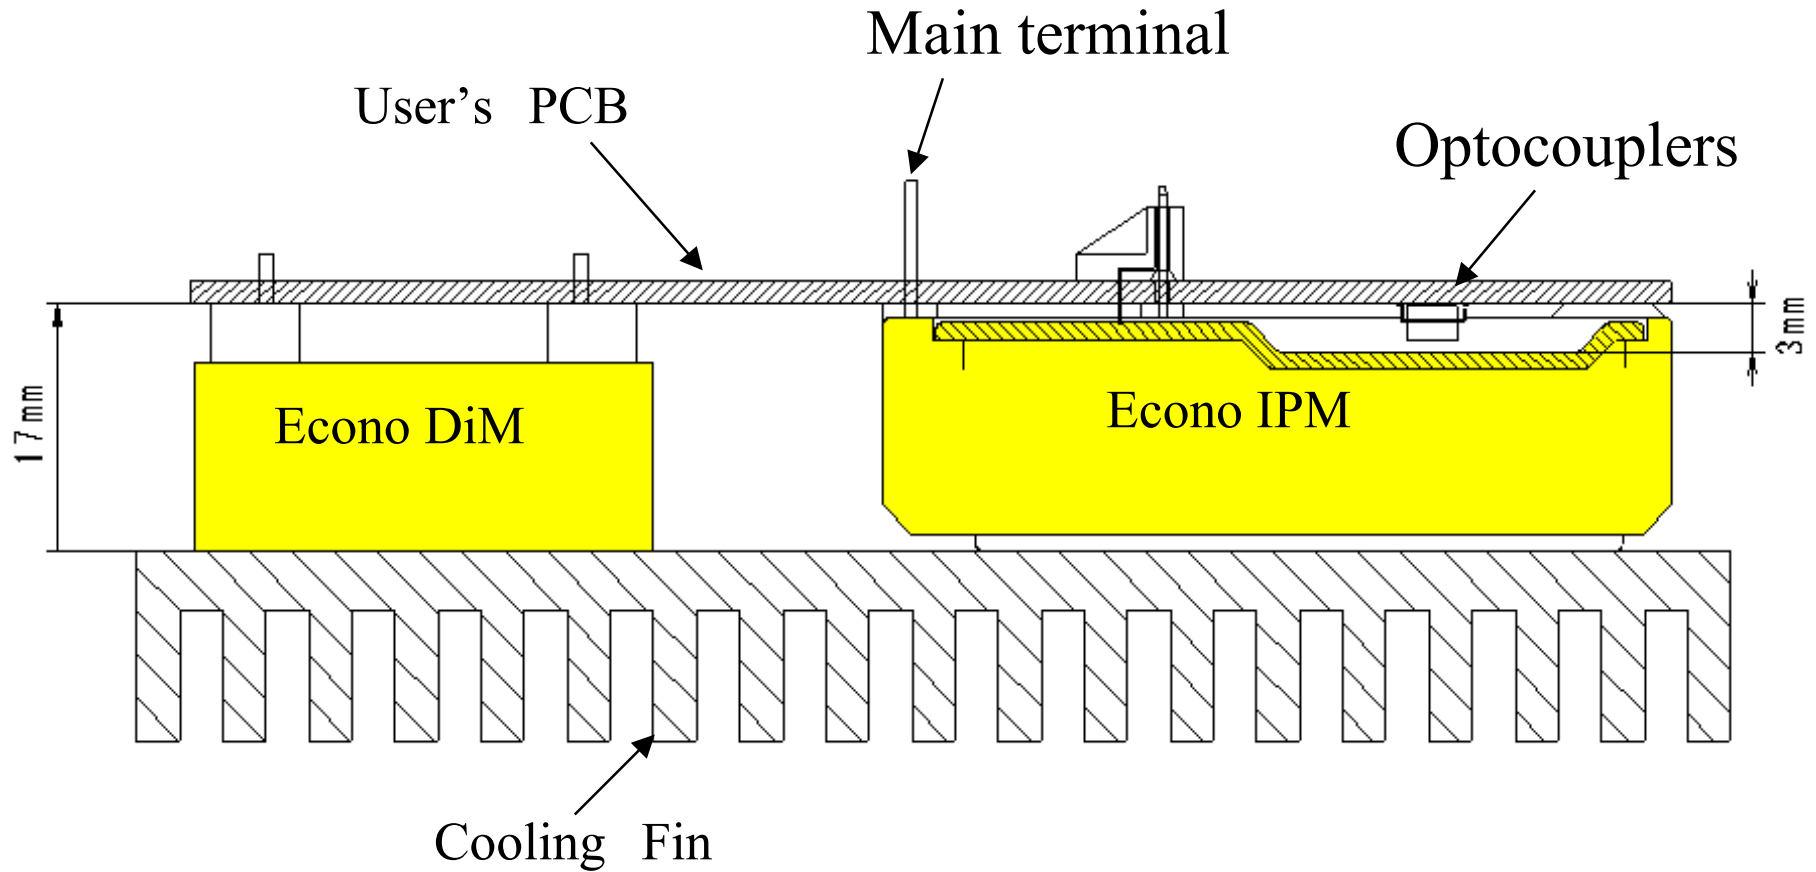 Main terminal
User’s PCB
Optocouplers
3mm
17mm
Econo DiM
Econo IPM
Cooling Fin